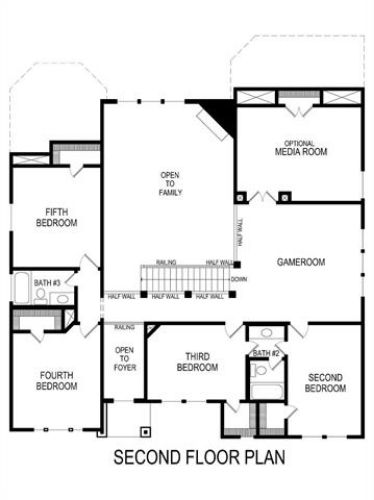 OPTIONAL
MEDIA ROOM
OPEN
TO
FAMILY
FIFTH
BEDROOM
HALF WALL
GAMEROOM
RAILING
HALF WALL
BATH #3
DOWN
HALF WALL
HALF WALL
HALF WALL
RAILING
OPEN
TO
FOYER
THIRD
BEDROOM
BATH #2
FOURTH
BEDROOM
SECOND
BEDROOM
SECOND FLOOR PLAN